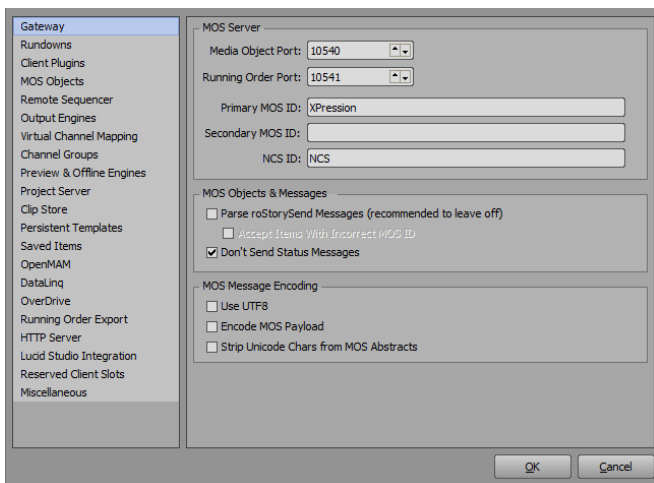 Gateway
Rundowns
Client Plugins
MOS Objects
Remote Sequencer
Output Engines
Virtual Channel Mapping
Channel Groups
Preview & Offline Engines
Project Server
Clip Store
Persistent Templates
Saved Items
OpenMAM
DataLinq
OverDrive
Running Order Export
HTTP Server
Lucid Studio Integration
Reserved Client Slots
Miscellaneous
MOS Server
Media Object Port: 10540
Running Order Port: 10541
Primary MOS ID: XPression
Secondary MOS ID:
NCS ID: NCS
MOS Objects & Messages
Parse roStorySend Messages (recommended to leave off)
Accept Items With Incorrect MOS ID
Don't Send Status Messages
MOS Message Encoding
Use UTF8
Encode MOS Payload
Strip Unicode Chars from MOS Abstracts
OK Cancel